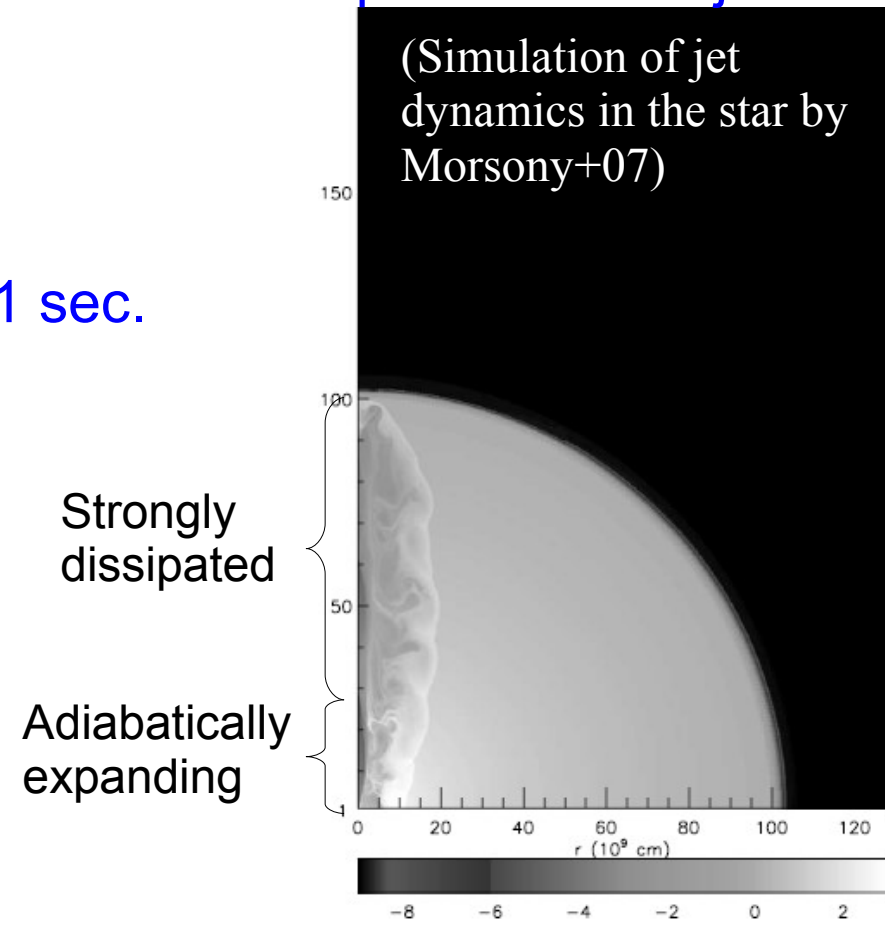 (Simulation of jet
dynamics in the star by
Morsony+07)
1 sec.
150
100
50
1
Strongly
dissipated
Adiabatically
expanding
0 20 40 60 80 100 120
r (10⁹ cm)
-8 -6 -4 -2 0 2